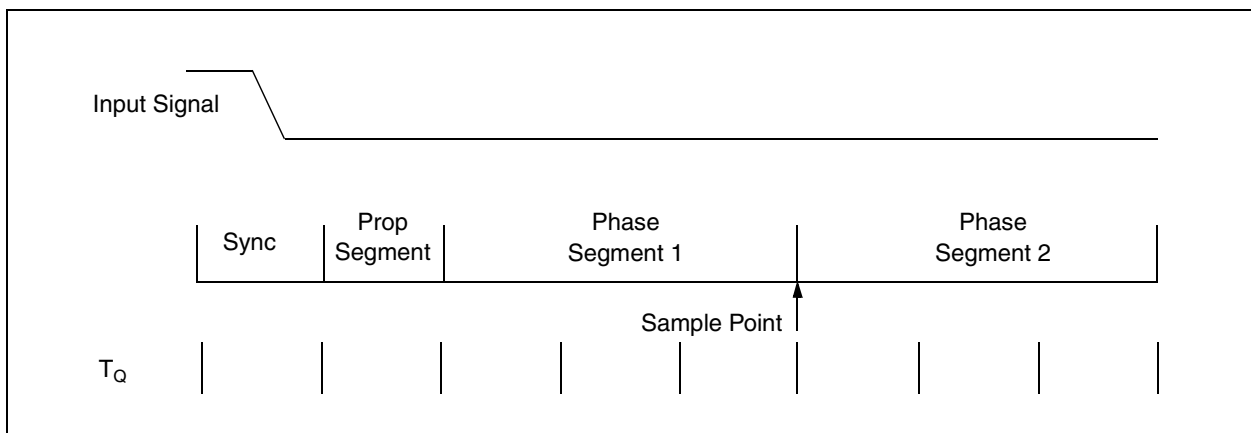 Input Signal
Sync
Prop
Segment
Phase
Segment 1
Phase
Segment 2
Sample Point
TQ